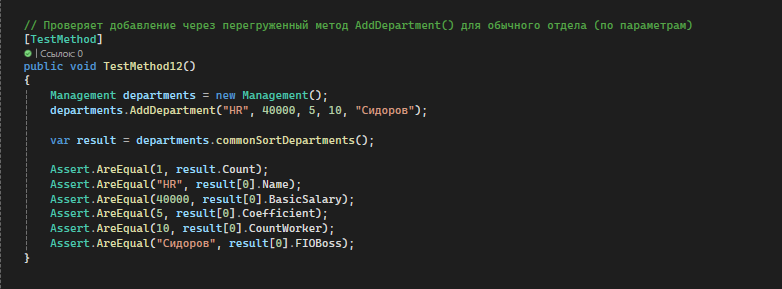 // Проверяет добавление через перегруженный метод AddDepartment() для обычного отдела (по параметрам)
[TestMethod]
| Ссылок: 0
public void TestMethod12()
{
Management departments = new Management();
departments.AddDepartment("HR", 40000, 5, 10, "Сидоров");
var result = departments.commonSortDepartments();
Assert.AreEqual(1, result.Count);
Assert.AreEqual("HR", result[0].Name);
Assert.AreEqual(40000, result[0].BasicSalary);
Assert.AreEqual(5, result[0].Coefficient);
Assert.AreEqual(10, result[0].CountWorker);
Assert.AreEqual("Сидоров", result[0].FIOBoss);
}